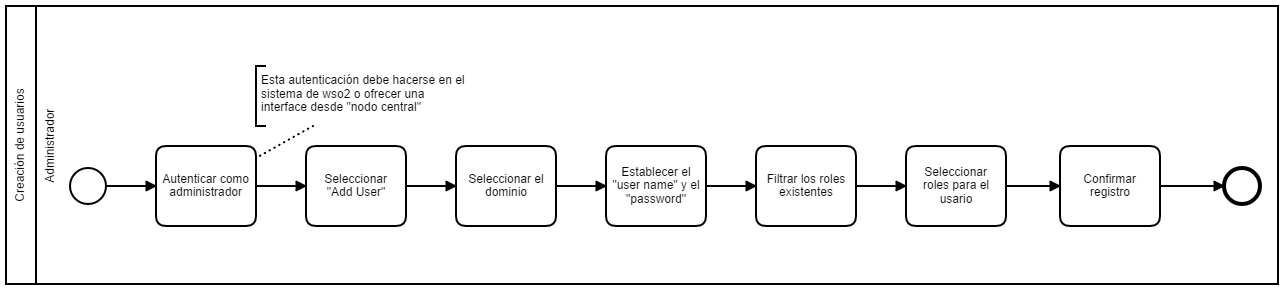 Creación de usuarios
Administrador
Esta autenticación debe hacerse en el
sistema de wso2 o ofrecer una
interface desde "nodo central"
Autenticar como
administrador
Seleccionar
"Add User"
Seleccionar el
dominio
Establecer el
"user name" y el
"password"
Filtrar los roles
existentes
Seleccionar
roles para el
usario
Confirmar
registro